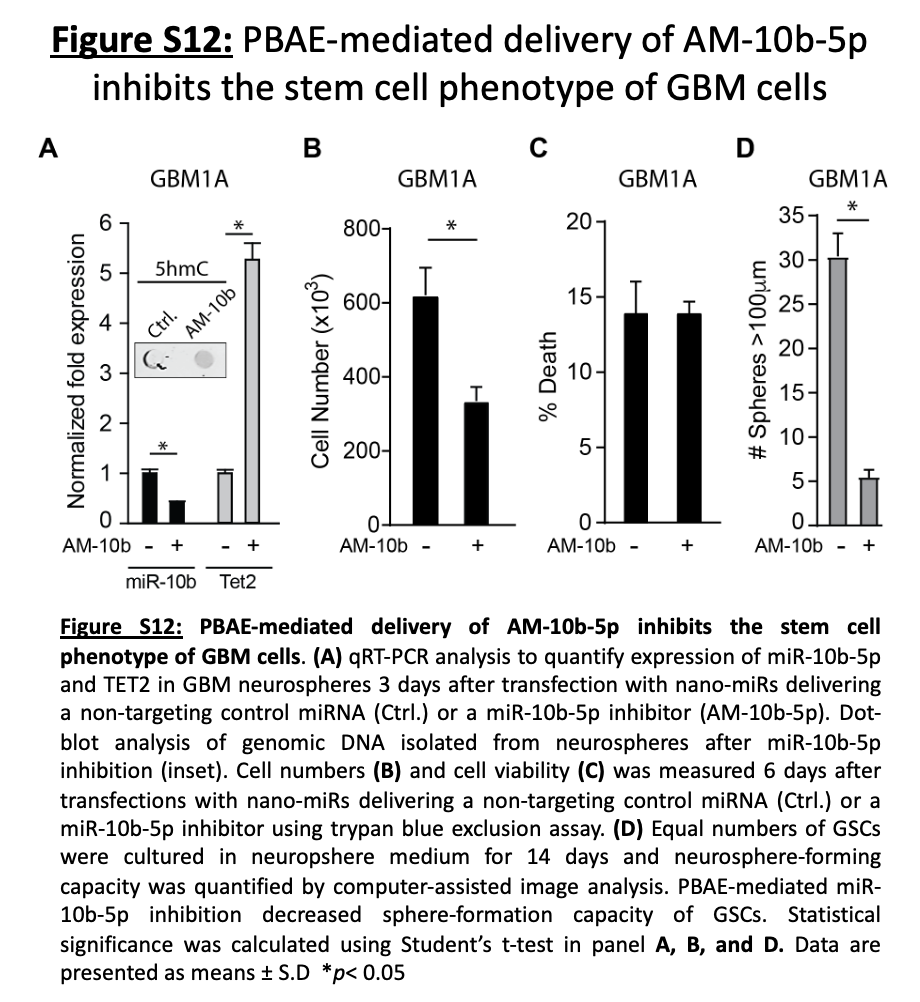 Figure S12: PBAE-mediated delivery of AM-10b-5p
inhibits the stem cell phenotype of GBM cells
A
B
C
D
GBM1A
GBM1A
GBM1A
GBM1A
Normalized fold expression
6
5
4
3
2
1
0
*
*
5hmC
Ctrl.
AM-10b
AM-10b - + - +
miR-10b Tet2
Cell Number (x10³)
800
600
400
200
0
*
AM-10b - +
% Death
20
15
10
5
0
AM-10b - +
# Spheres >100μm
35
30
25
20
15
10
5
0
*
AM-10b - +
Figure S12: PBAE-mediated delivery of AM-10b-5p inhibits the stem cell
phenotype of GBM cells. (A) qRT-PCR analysis to quantify expression of miR-10b-5p
and TET2 in GBM neurospheres 3 days after transfection with nano-miRs delivering
a non-targeting control miRNA (Ctrl.) or a miR-10b-5p inhibitor (AM-10b-5p). Dot-
blot analysis of genomic DNA isolated from neurospheres after miR-10b-5p
inhibition (inset). Cell numbers (B) and cell viability (C) was measured 6 days after
transfections with nano-miRs delivering a non-targeting control miRNA (Ctrl.) or a
miR-10b-5p inhibitor using trypan blue exclusion assay. (D) Equal numbers of GSCs
were cultured in neuropshere medium for 14 days and neurosphere-forming
capacity was quantified by computer-assisted image analysis. PBAE-mediated miR-
10b-5p inhibition decreased sphere-formation capacity of GSCs. Statistical
significance was calculated using Student's t-test in panel A, B, and D. Data are
presented as means ± S.D *p< 0.05